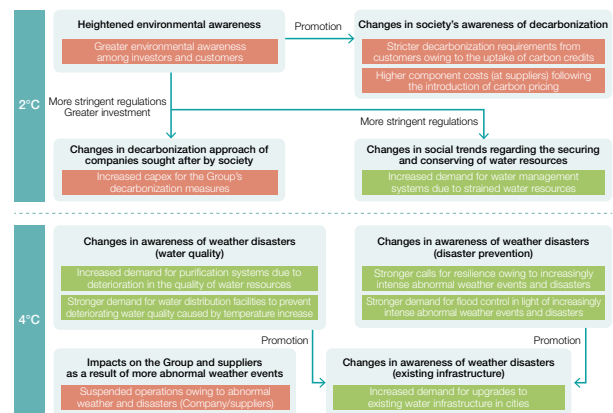 2°C
Heightened environmental awareness
Greater environmental awareness
among investors and customers
Promotion
Changes in society's awareness of decarbonization
Stricter decarbonization requirements from
customers owing to the uptake of carbon credits
Higher component costs (at suppliers) following
the introduction of carbon pricing
More stringent regulations
Greater investment
More stringent regulations
Changes in decarbonization approach of
companies sought after by society
Increased capex for the Group's
decarbonization measures
Changes in social trends regarding the securing
and conserving of water resources
Increased demand for water management
systems due to strained water resources
4°C
Changes in awareness of weather disasters
(water quality)
Increased demand for purification systems due to
deterioration in the quality of water resources
Stronger demand for water distribution facilities to prevent
deteriorating water quality caused by temperature increase
Changes in awareness of weather disasters
(disaster prevention)
Stronger calls for resilience owing to increasingly
intense abnormal weather events and disasters
Stronger demand for flood control in light of increasingly
intense abnormal weather events and disasters
Promotion
Promotion
Impacts on the Group and suppliers
as a result of more abnormal weather events
Suspended operations owing to abnormal
weather and disasters (Company/suppliers)
Changes in awareness of weather disasters
(existing infrastructure)
Increased demand for upgrades to
existing water infrastructure in cities